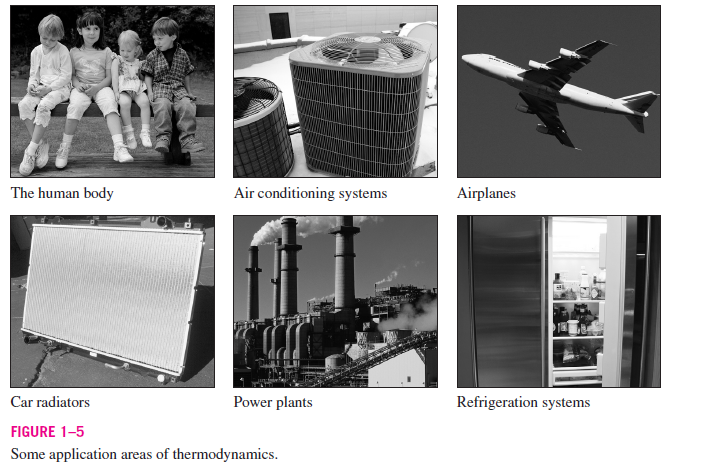 The human body
Air conditioning systems
Airplanes
Car radiators
Power plants
Refrigeration systems
FIGURE 1–5
Some application areas of thermodynamics.